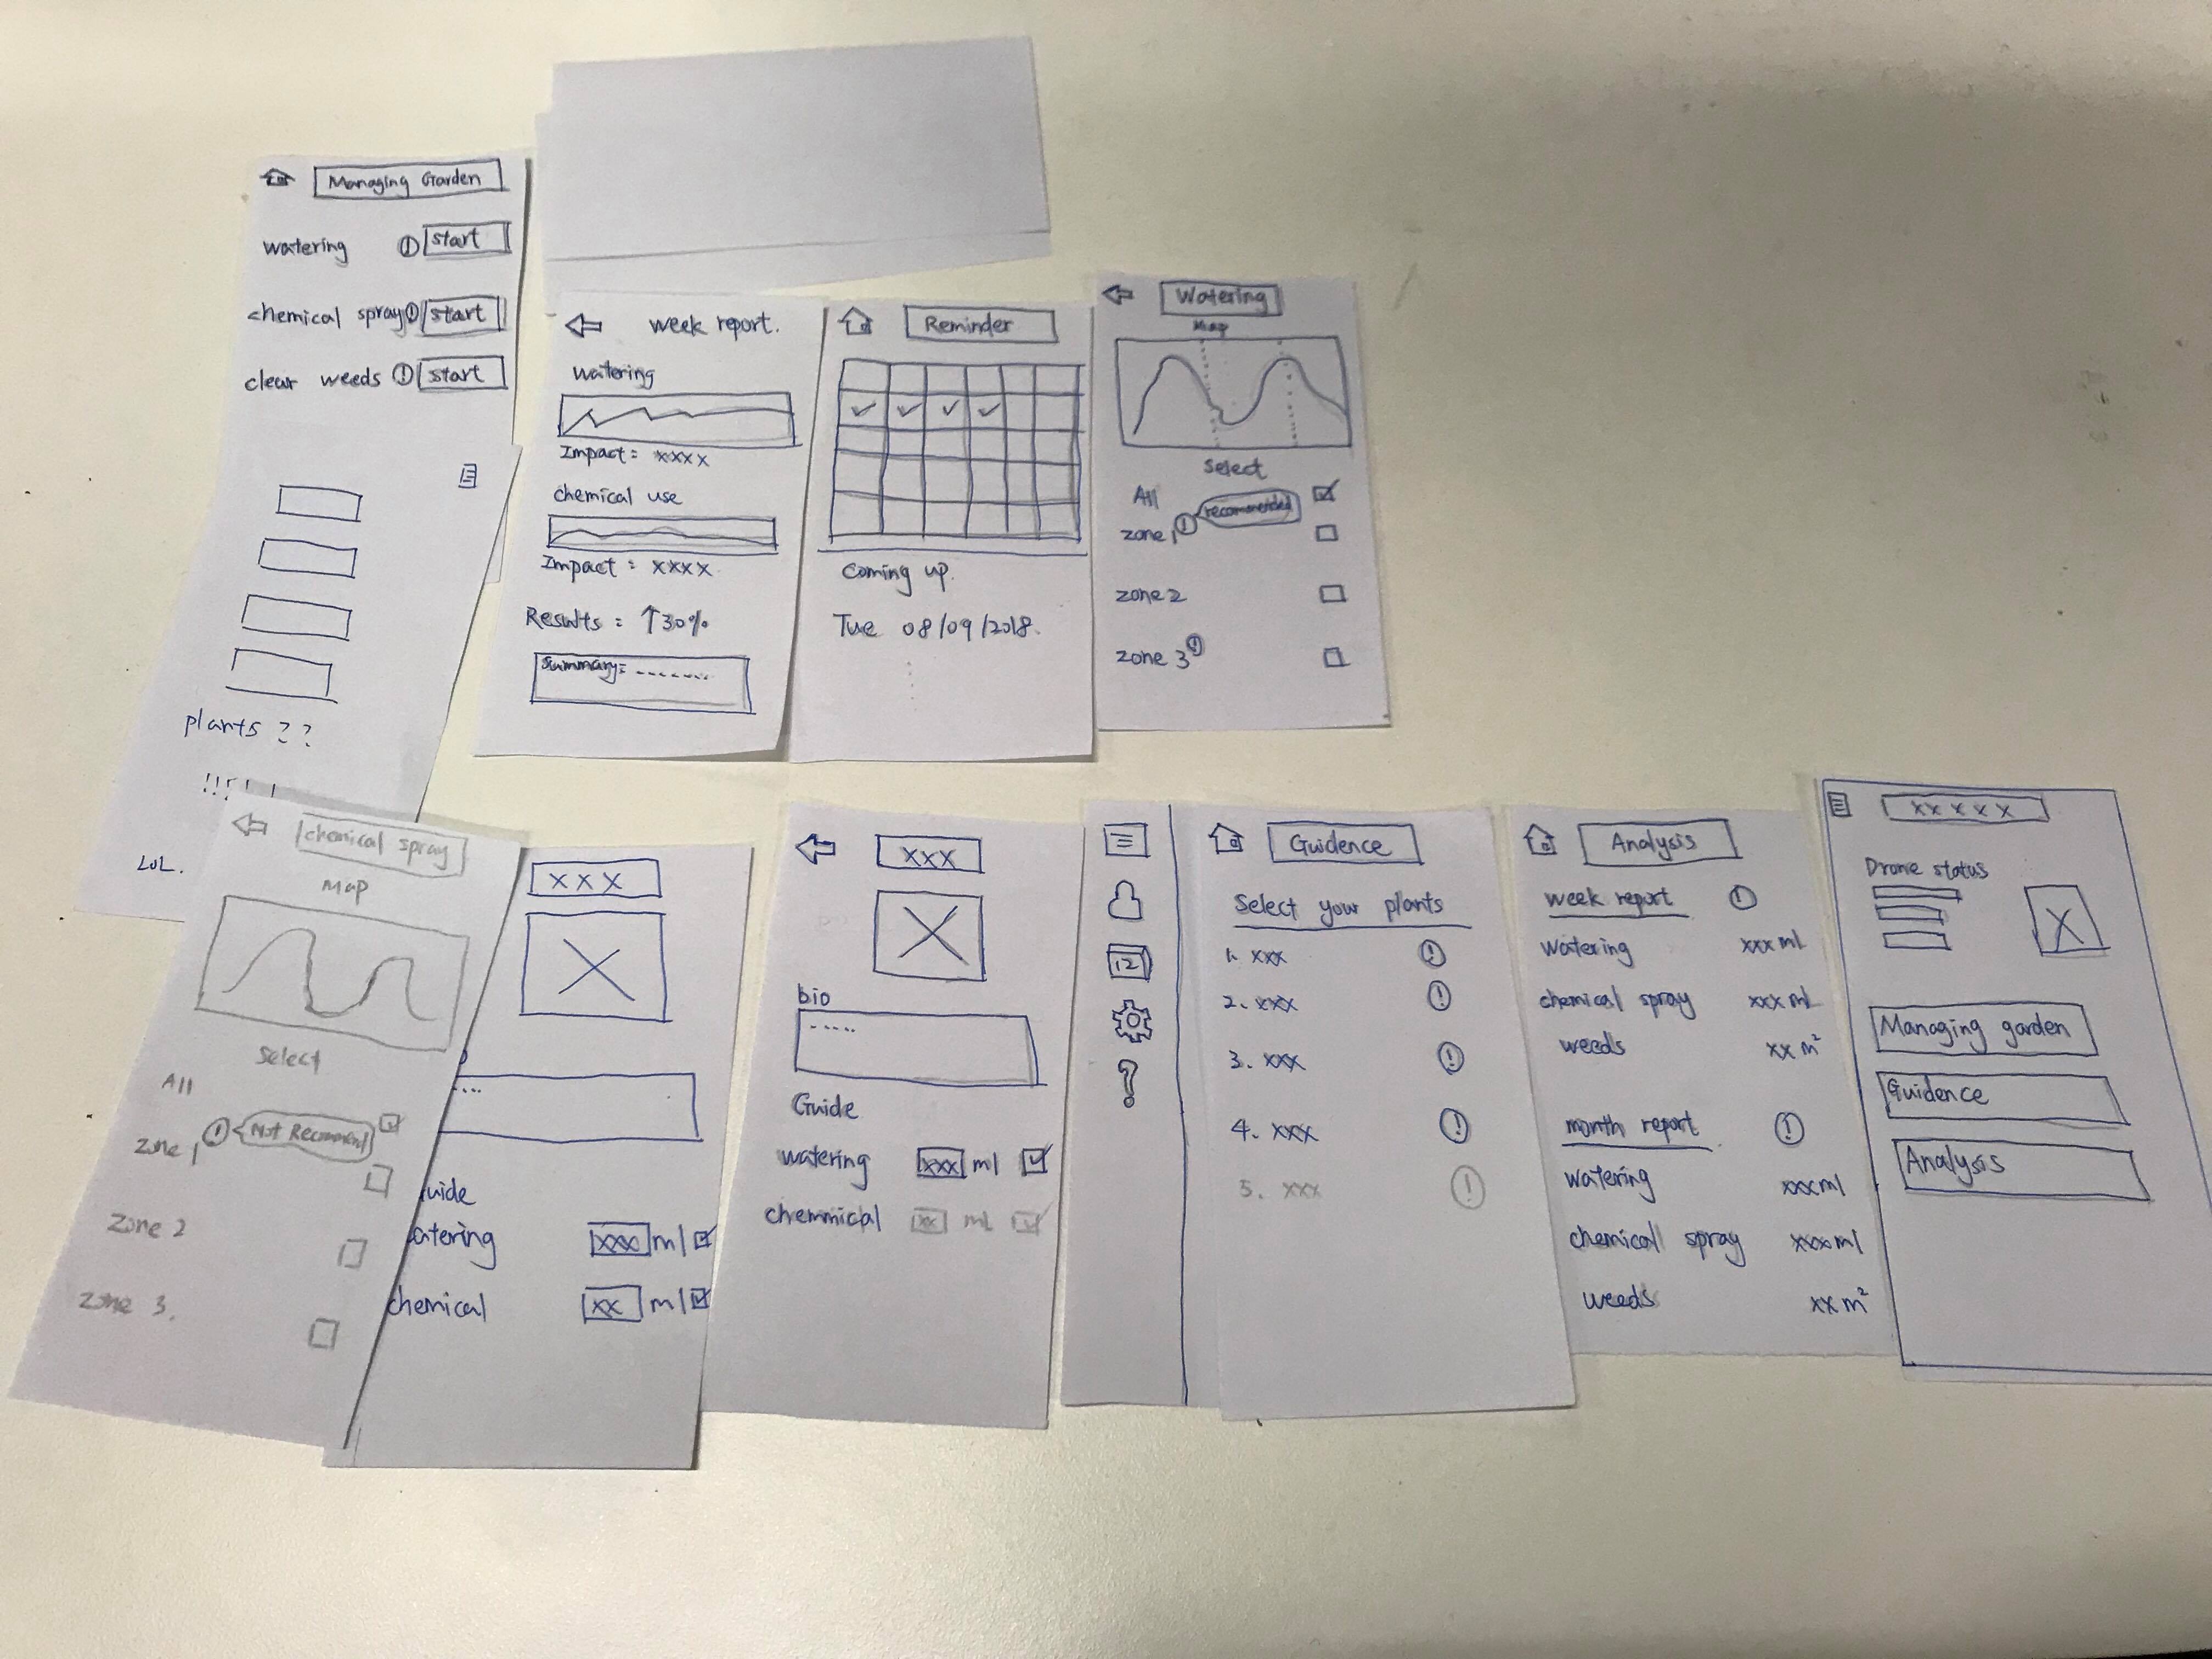 Managing Garden
watering ! start
chemical spray ! start
clear weeds ! start
plants ??
!!!!!!
LOL.
week report.
watering
Impact: xxxx
chemical use
Impact: xxxx
Results: ↑30%
Summary: -------
Reminder
✓ ✓ ✓ ✓
Coming up.
Tue 08/09/2018.
Watering
Map
Select
All
recommended
zone 1 !
zone 2
zone 3 !
chemical spray
Map
Select
All
zone 1 ! Not Recommend
zone 2
zone 3.
XXX
....
uide
atering xxx ml
chemical xx ml
XXX
bio
-----
Guide
watering xxx ml
chemmical xx ml
12
?
Guidence
Select your plants
1. xxx !
2. xxx !
3. xxx !
4. xxx !
5. xxx !
Analysis
week report !
watering xxx ml
chemical spray xxx ml
weeds xx m²
month report !
watering xxx ml
chemical spray xxx ml
weeds xx m²
XXXXX
Drone status
Managing garden
Guidence
Analysis